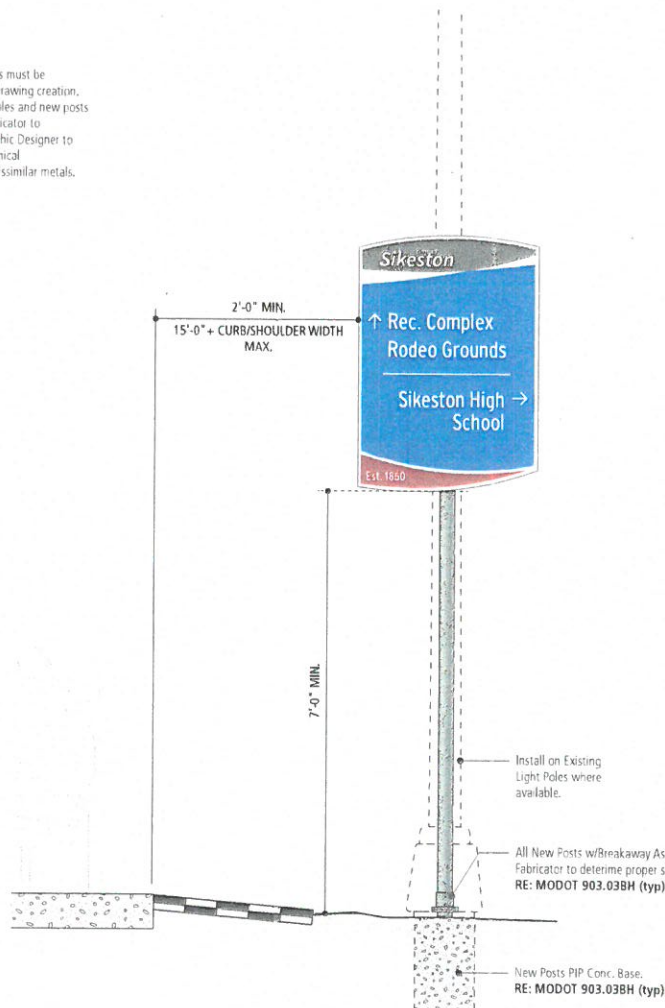 s must be
rawing creation,
les and new posts
icator to
hic Designer to
nical
ssimilar metals.
Sikeston
2'-0" MIN.
15'-0" + CURB/SHOULDER WIDTH
MAX.
↑ Rec. Complex
Rodeo Grounds
Sikeston High →
School
Est. 1860
7'-0" MIN.
Install on Existing
Light Poles where
available.
All New Posts w/Breakaway As
Fabricator to deterime proper s
RE: MODOT 903.03BH (typ)
New Posts PIP Conc. Base.
RE: MODOT 903.03BH (typ)